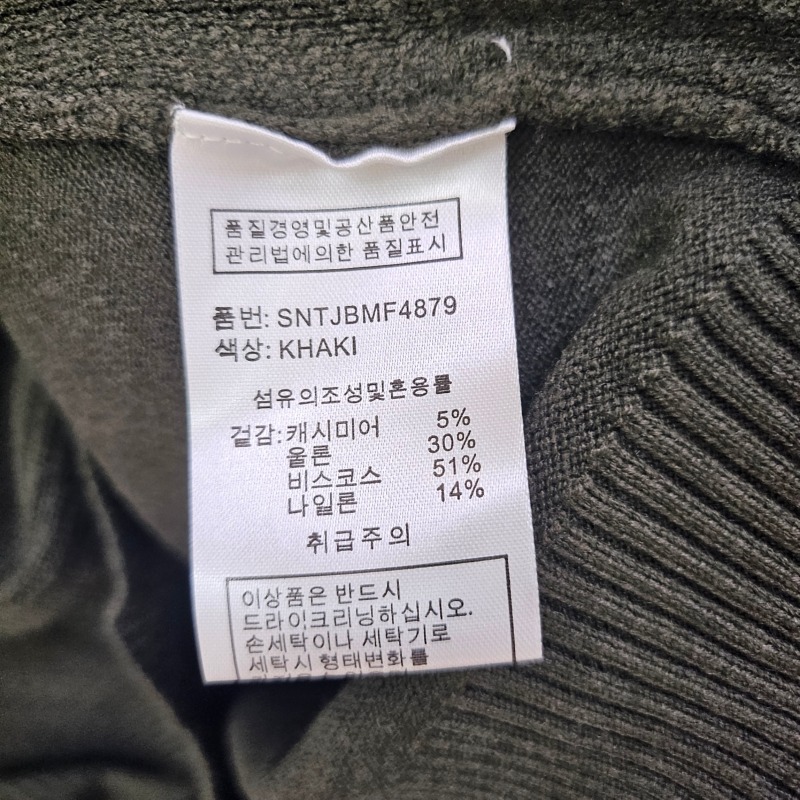 품질경영및공산품안전
관리법에의한 품질표시
품번: SNTJBMF4879
색상: KHAKI
섬유의조성및혼용률
겉감:캐시미어 5%
울론 30%
비스코스 51%
나일론 14%
취급주의
이상품은 반드시
드라이크리닝하십시오.
손세탁이나 세탁기로
세탁시 형태변화를